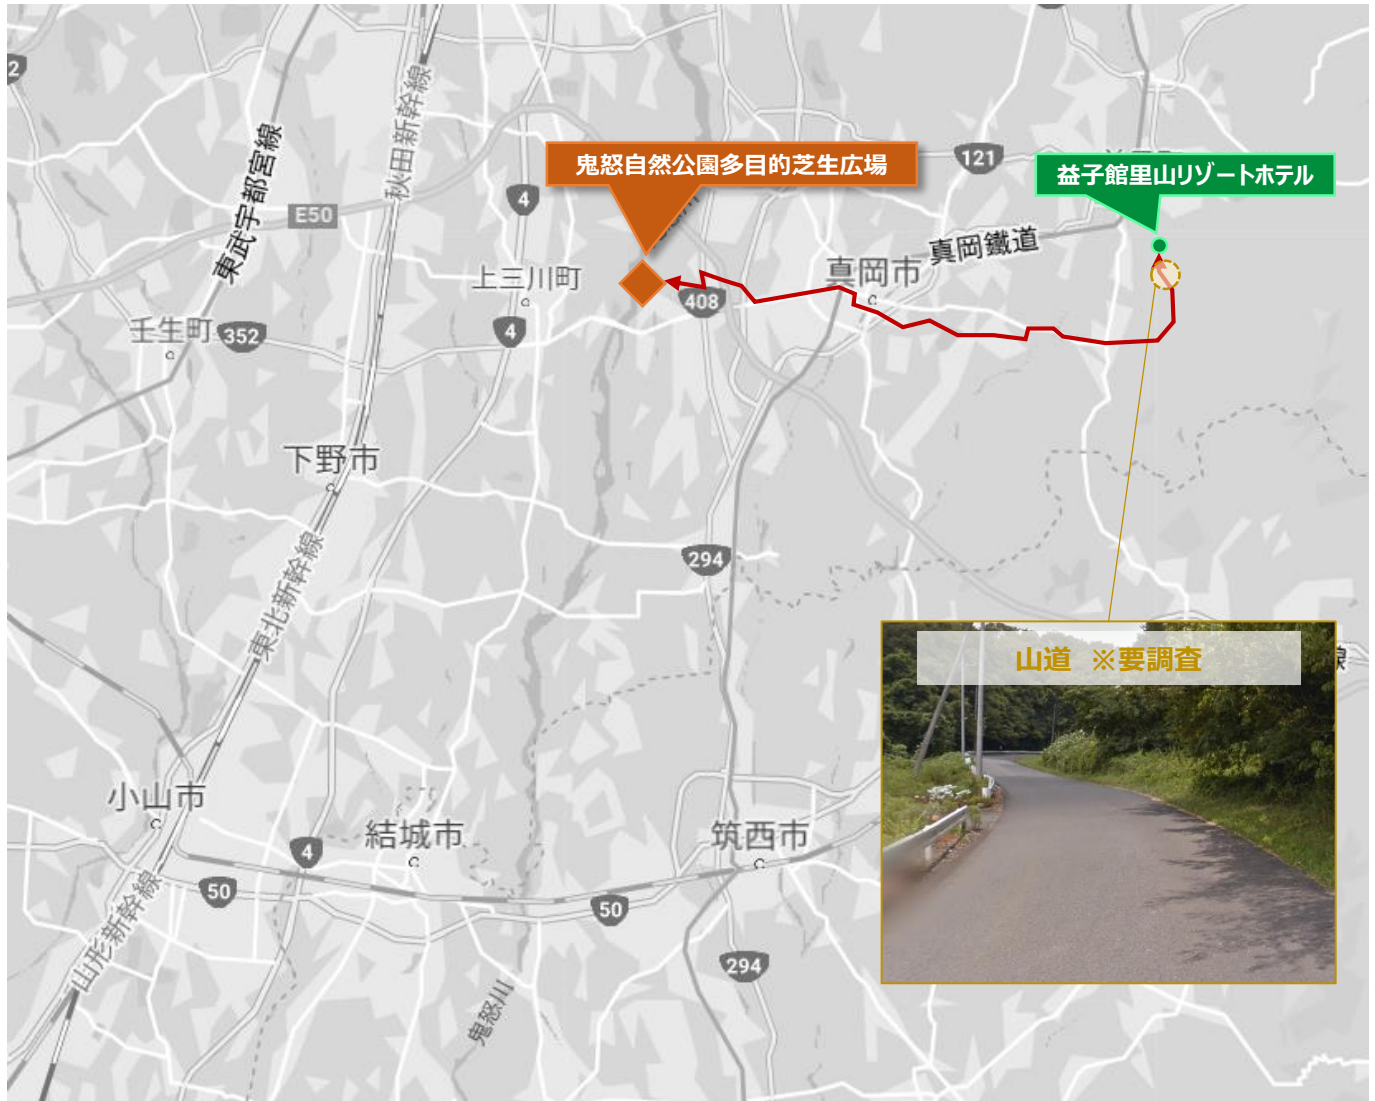 2
秋田新幹線
東武宇都宮線
鬼怒自然公園多目的芝生広場
121
益子館里山リゾートホテル
4
E50
真岡鐵道
上三川町
真岡市
408
壬生町
352
4
下野市
東北新幹線
294
山道 ※要調査
線
小山市
結城市
筑西市
4
50
50
山形新幹線
294
鬼怒川